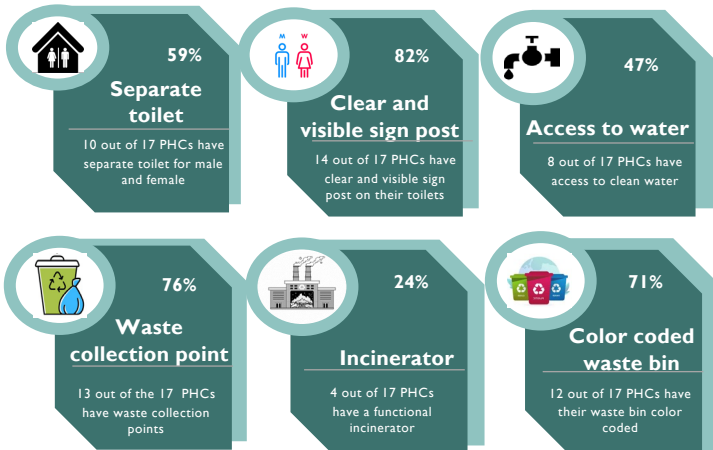 59%
Separate
toilet
10 out of 17 PHCs have
separate toilet for male
and female
M W
82%
Clear and
visible sign post
14 out of 17 PHCs have
clear and visible sign
post on their toilets
47%
Access to water
8 out of 17 PHCs have
access to clean water
76%
Waste
collection point
13 out of the 17 PHCs
have waste collection
points
24%
Incinerator
4 out of 17 PHCs
have a functional
incinerator
71%
Color coded
waste bin
12 out of 17 PHCs have
their waste bin color
coded